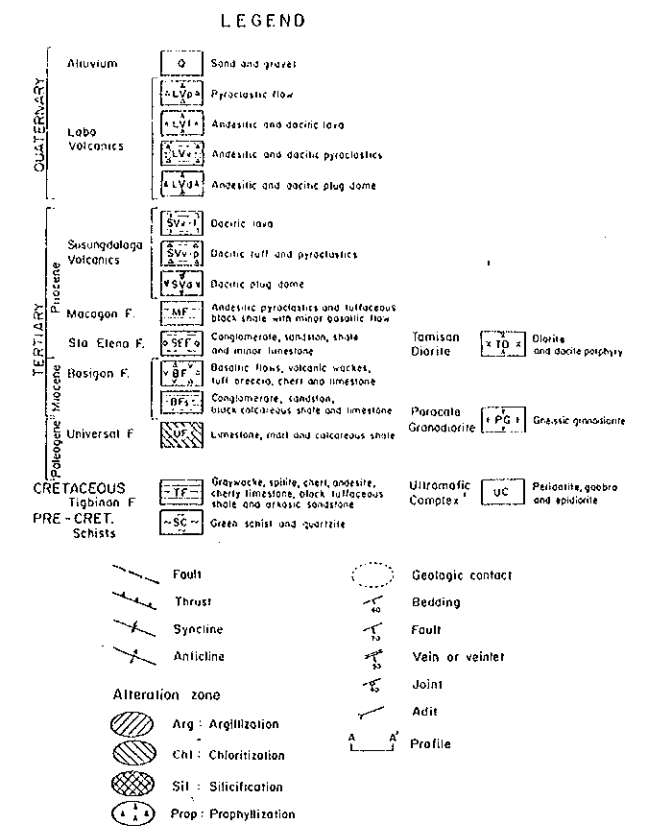 LEGEND
QUATERNARY
Alluvium Q Sand and gravel
Labo Volcanics
LVp Pyroclastic flow
LVl Andesitic and dacitic lava
LVv Andesitic and dacitic pyroclastics
LVd Andesitic and dacitic plug dome
TERTIARY
Pliocene
Susungdalaga Volcanics
SVv-l Dacitic lava
SVv-p Dacitic tuff and pyroclastics
SVd Dacitic plug dome
Macogon F. MF Andesitic pyroclastics and tuffaceous
black shale with minor basaltic flow
Miocene
Sta Elena F. SEF Conglomerate, sandston, shale
and minor limestone
Tamisan Diorite TD Diorite
and dacite porphyry
Bosigon F. BF Basaltic flows, volcanic wackes,
tuff breccia, chert and limestone
BFs Conglomerate, sandston,
black calcareous shale and limestone
Paracale Granodiorite PG Gneissic granodiorite
"Paleogene"
Universal F UF Limestone, marl and calcareous shale
CRETACEOUS
Tigbinan F TF Graywacke, spilite, chert, andesite,
cherty limestone, black tuffaceous
shale and arkosic sandstone
Ultramafic Complex UC Peridotite, gabbro
and epidiorite
PRE-CRET.
Schists SC Green schist and quartzite
Fault
Thrust
Syncline
Anticline
Geologic contact
40 Bedding
70 Fault
Vein or veinlet
Joint
Adit
A A' Profile
Alteration zone
Arg : Argillization
Chl : Chloritization
Sil : Silicification
Prop : Prophyllization